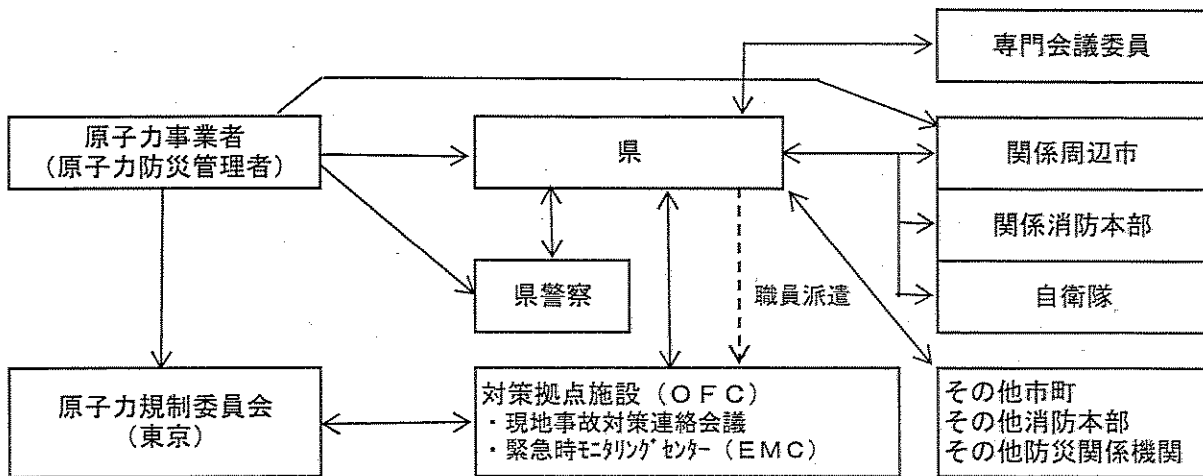 専門会議委員
原子力事業者
(原子力防災管理者)
県
関係周辺市
関係消防本部
県警察
職員派遣
自衛隊
原子力規制委員会
(東京)
対策拠点施設(OFC)
・現地事故対策連絡会議
・緊急時ﾓﾆﾀﾘﾝｸﾞセンター(EMC)
その他市町
その他消防本部
その他防災関係機関